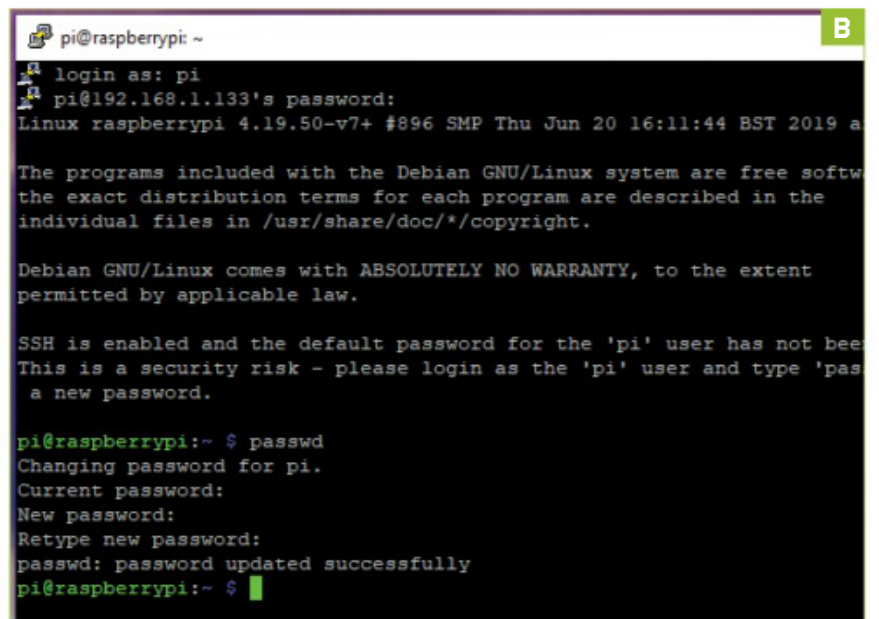 B
pi@raspberrypi: ~
login as: pi
pi@192.168.1.133's password:
Linux raspberrypi 4.19.50-v7+ #896 SMP Thu Jun 20 16:11:44 BST 2019 a
The programs included with the Debian GNU/Linux system are free softw
the exact distribution terms for each program are described in the
individual files in /usr/share/doc/*/copyright.
Debian GNU/Linux comes with ABSOLUTELY NO WARRANTY, to the extent
permitted by applicable law.
SSH is enabled and the default password for the 'pi' user has not bee
This is a security risk - please login as the 'pi' user and type 'pas
a new password.
pi@raspberrypi:~ $ passwd
Changing password for pi.
Current password:
New password:
Retype new password:
passwd: password updated successfully
pi@raspberrypi:~ $